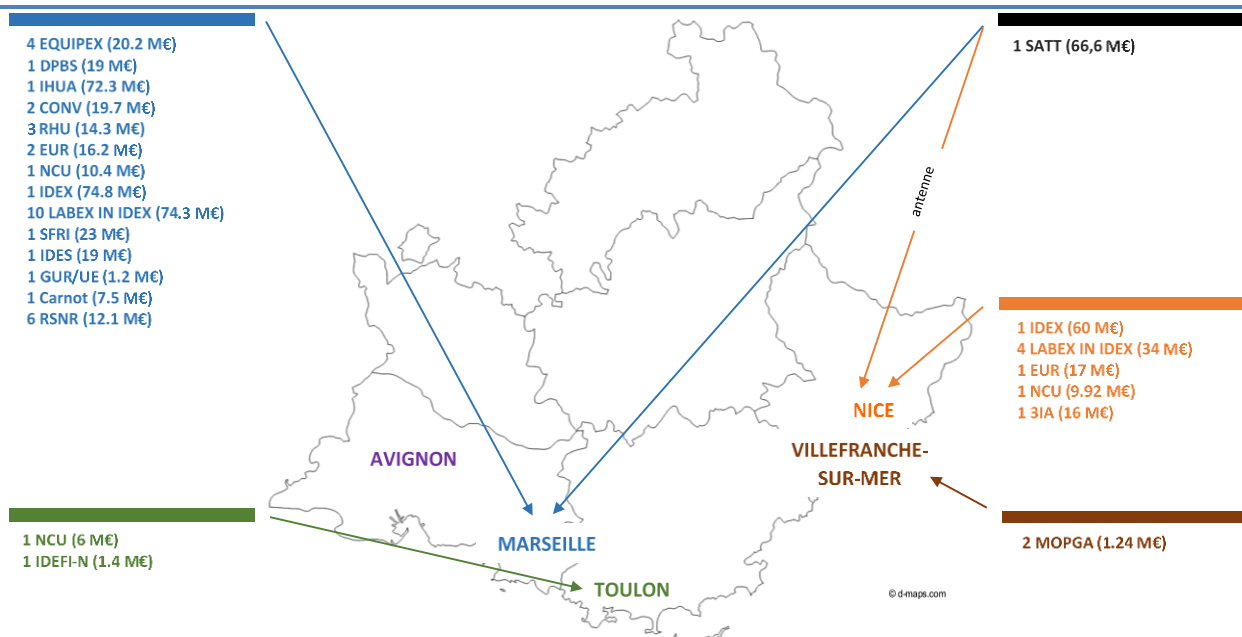 4 EQUIPEX (20.2 M€)
1 DPBS (19 M€)
1 IHUA (72.3 M€)
2 CONV (19.7 M€)
3 RHU (14.3 M€)
2 EUR (16.2 M€)
1 NCU (10.4 M€)
1 IDEX (74.8 M€)
10 LABEX IN IDEX (74.3 M€)
1 SFRI (23 M€)
1 IDES (19 M€)
1 GUR/UE (1.2 M€)
1 Carnot (7.5 M€)
6 RSNR (12.1 M€)
1 SATT (66,6 M€)
antenne
1 IDEX (60 M€)
4 LABEX IN IDEX (34 M€)
1 EUR (17 M€)
1 NCU (9.92 M€)
1 3IA (16 M€)
NICE
VILLEFRANCHE-
SUR-MER
AVIGNON
MARSEILLE
TOULON
1 NCU (6 M€)
1 IDEFI-N (1.4 M€)
2 MOPGA (1.24 M€)
© d-maps.com